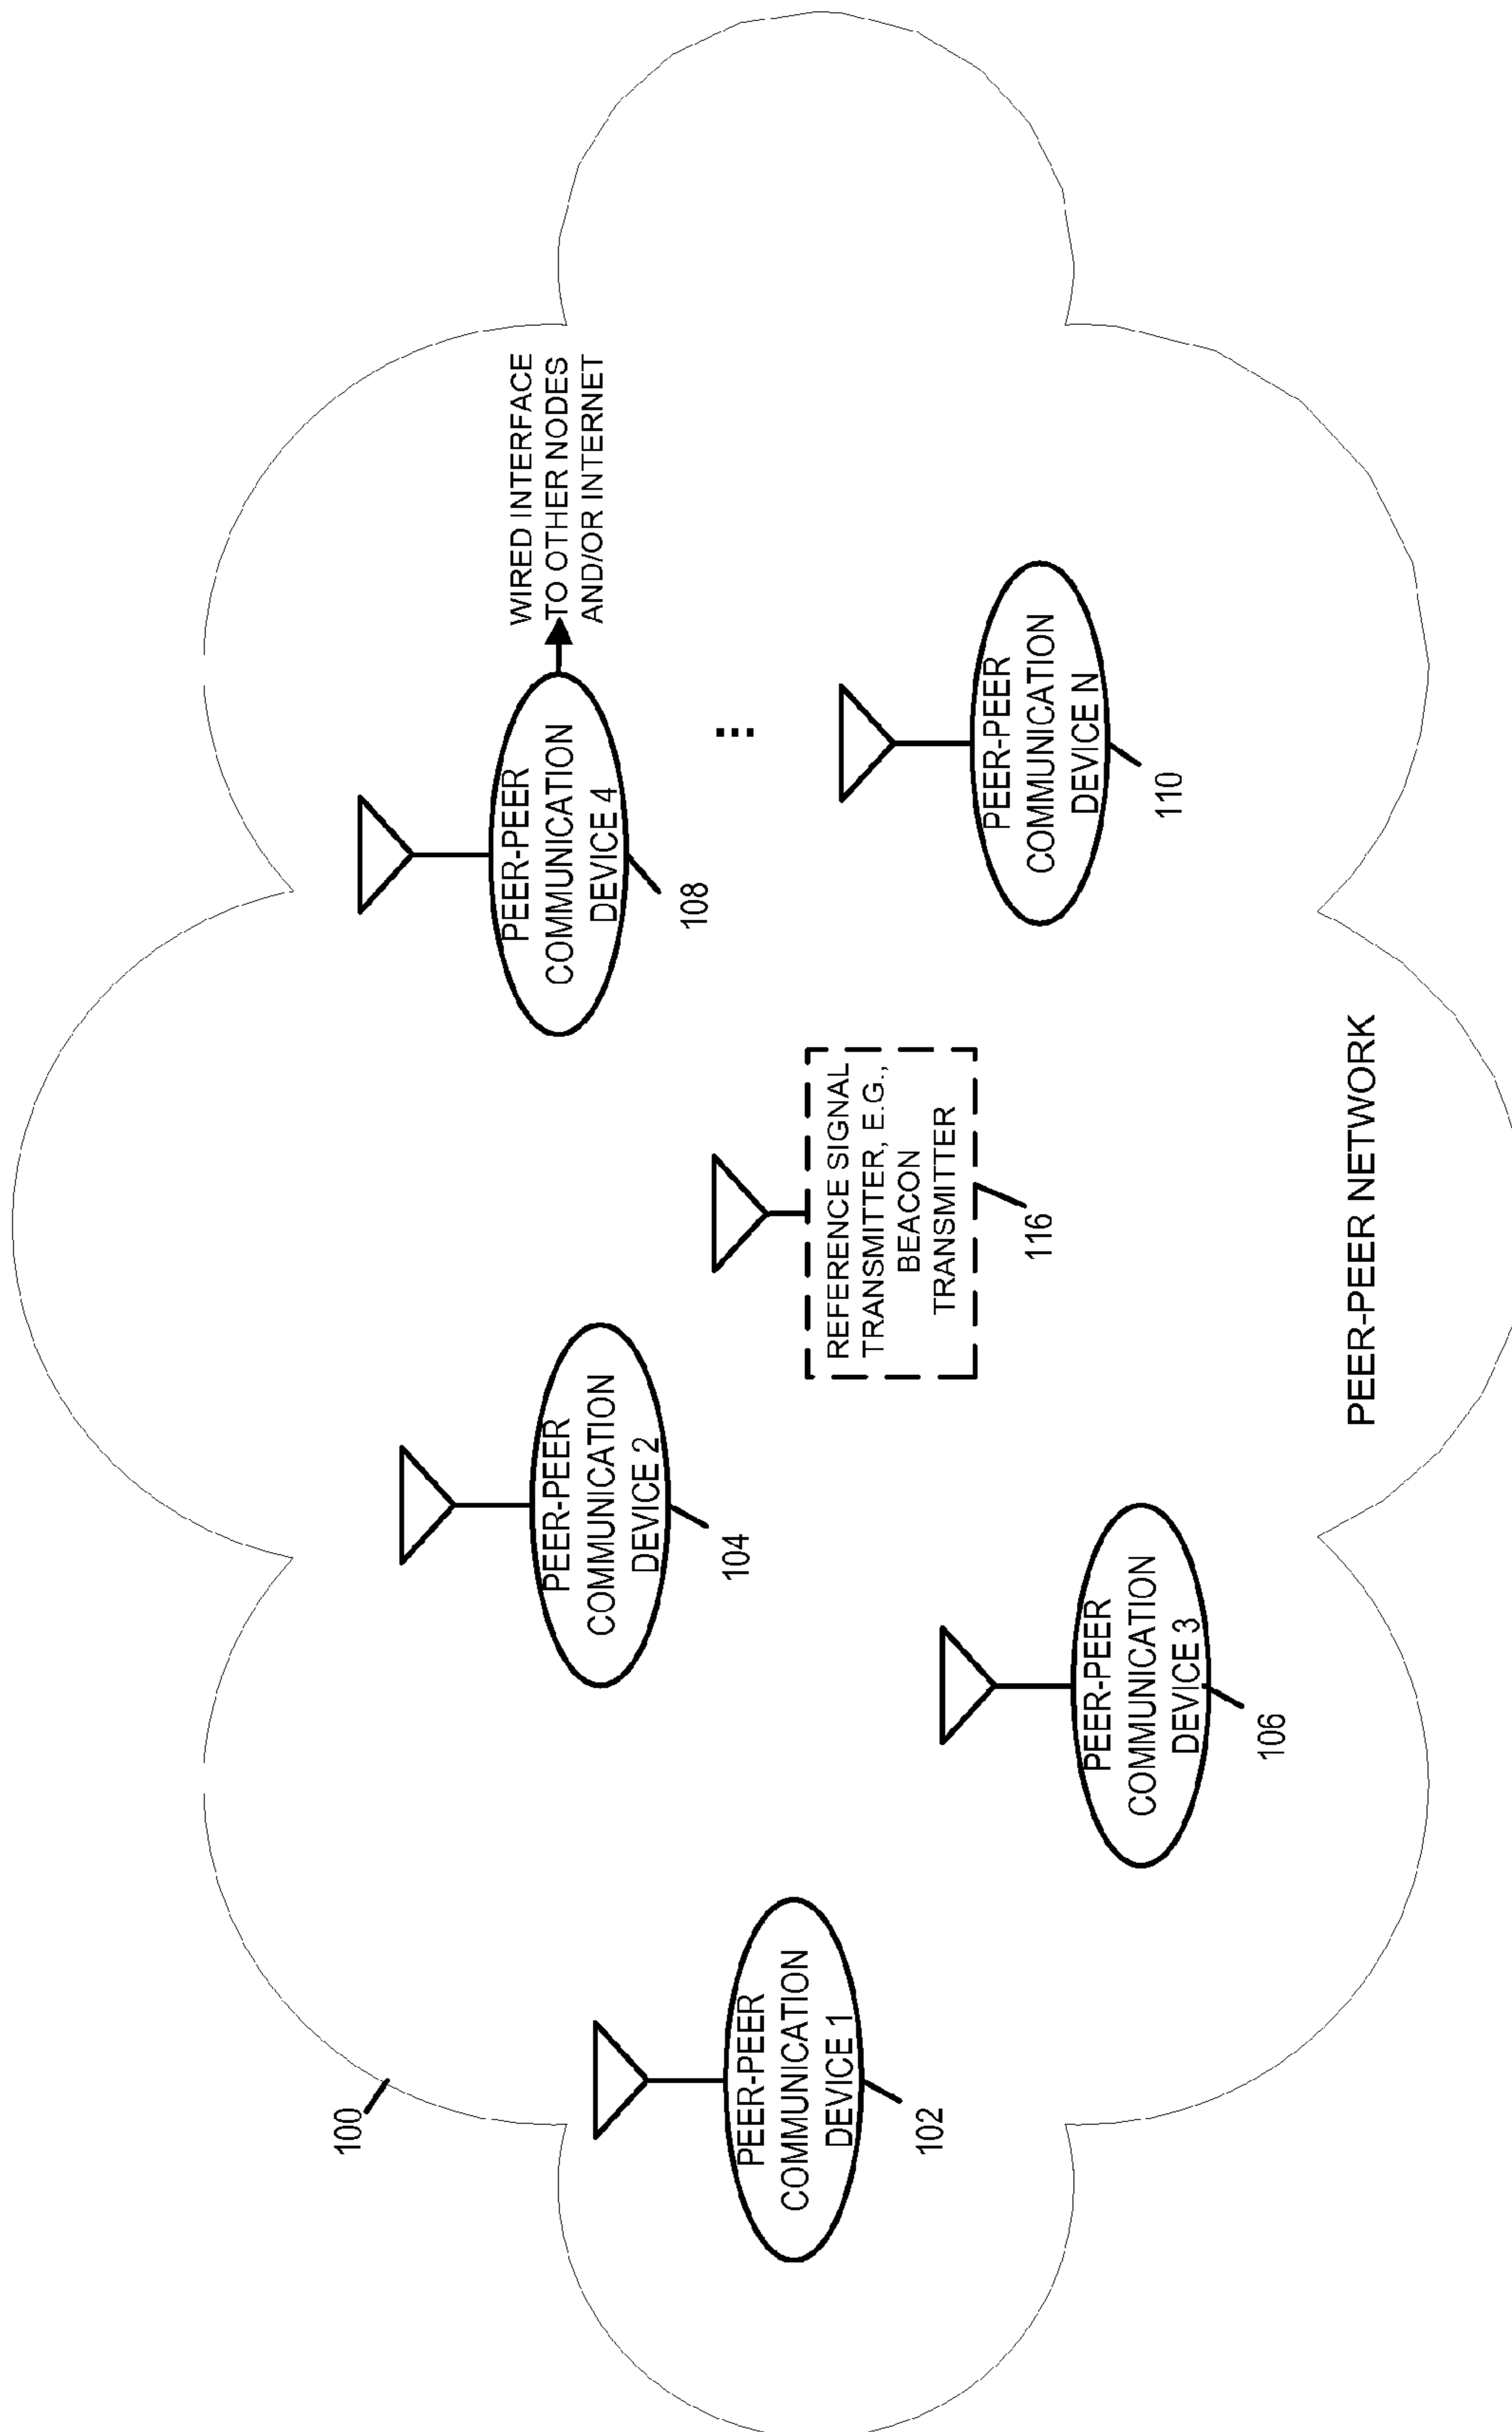 100
PEER-PEER
COMMUNICATION
DEVICE 1
102
PEER-PEER
COMMUNICATION
DEVICE 2
104
PEER-PEER
COMMUNICATION
DEVICE 3
106
REFERENCE SIGNAL
TRANSMITTER, E.G.,
BEACON
TRANSMITTER
116
PEER-PEER
COMMUNICATION
DEVICE 4
108
WIRED INTERFACE
TO OTHER NODES
AND/OR INTERNET
...
PEER-PEER
COMMUNICATION
DEVICE N
110
PEER-PEER NETWORK